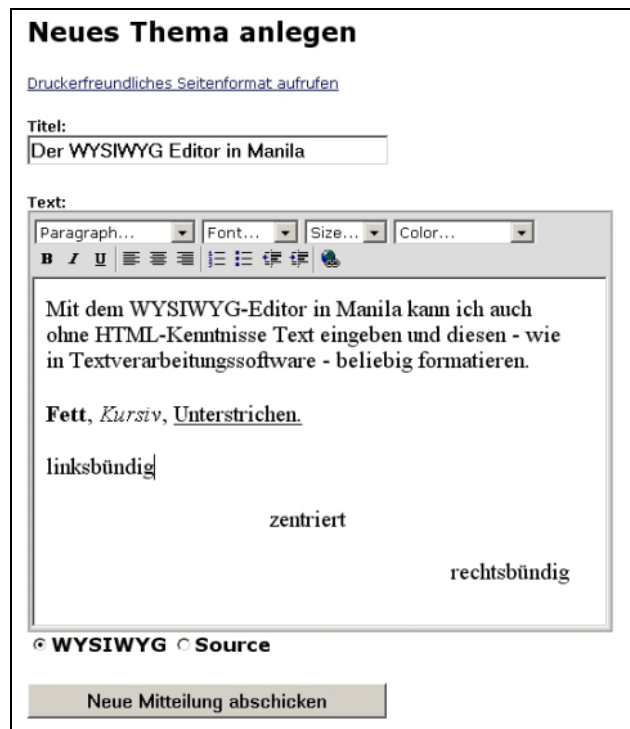 Neues Thema anlegen
Druckerfreundliches Seitenformat aufrufen
Titel:
Der WYSIWYG Editor in Manila
Text:
Paragraph... Font... Size... Color...
B I U
Mit dem WYSIWYG-Editor in Manila kann ich auch
ohne HTML-Kenntnisse Text eingeben und diesen - wie
in Textverarbeitungssoftware - beliebig formatieren.
Fett, Kursiv, Unterstrichen.
linksbündig
zentriert
rechtsbündig
WYSIWYG Source
Neue Mitteilung abschicken